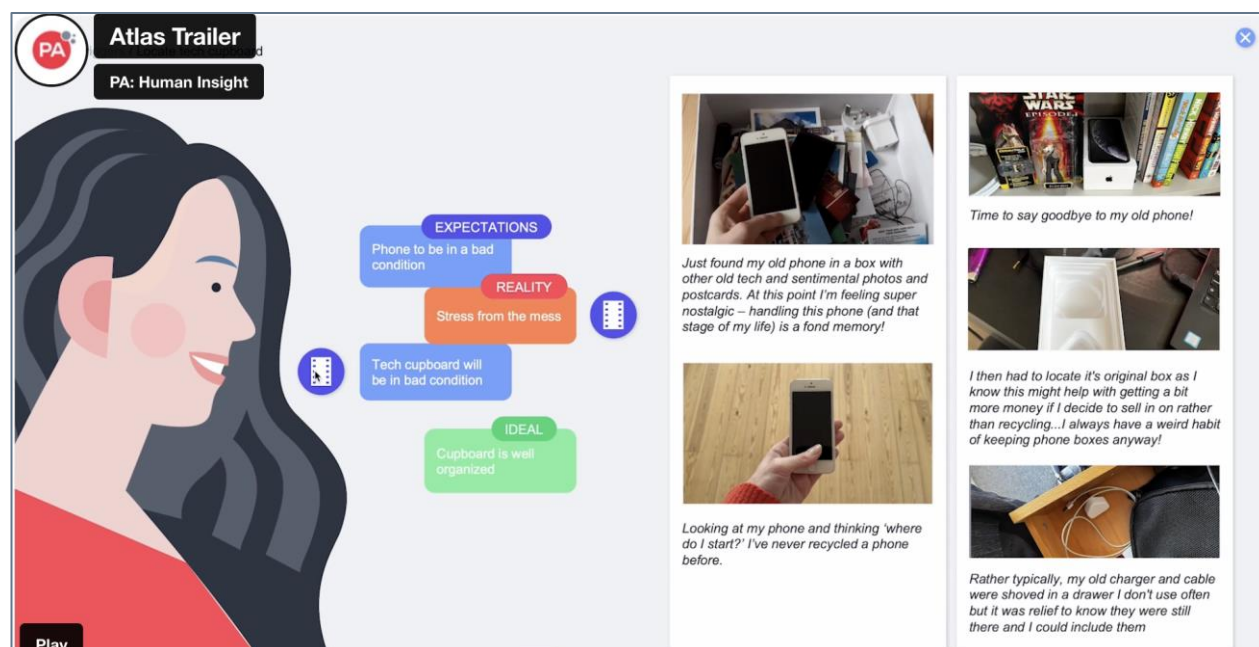 Atlas Trailer
PA
Locate tech cupboard
PA: Human Insight
EXPECTATIONS
Phone to be in a bad
condition
REALITY
Stress from the mess
Tech cupboard will
be in bad condition
IDEAL
Cupboard is well
organized
Just found my old phone in a box with
other old tech and sentimental photos and
postcards. At this point I'm feeling super
nostalgic – handling this phone (and that
stage of my life) is a fond memory!
Looking at my phone and thinking 'where
do I start?' I've never recycled a phone
before.
STAR
WARS
EPISODE I
Time to say goodbye to my old phone!
I then had to locate it's original box as I
know this might help with getting a bit
more money if I decide to sell in on rather
than recycling...I always have a weird habit
of keeping phone boxes anyway!
Rather typically, my old charger and cable
were shoved in a drawer I don't use often
but it was relief to know they were still
there and I could include them
Play